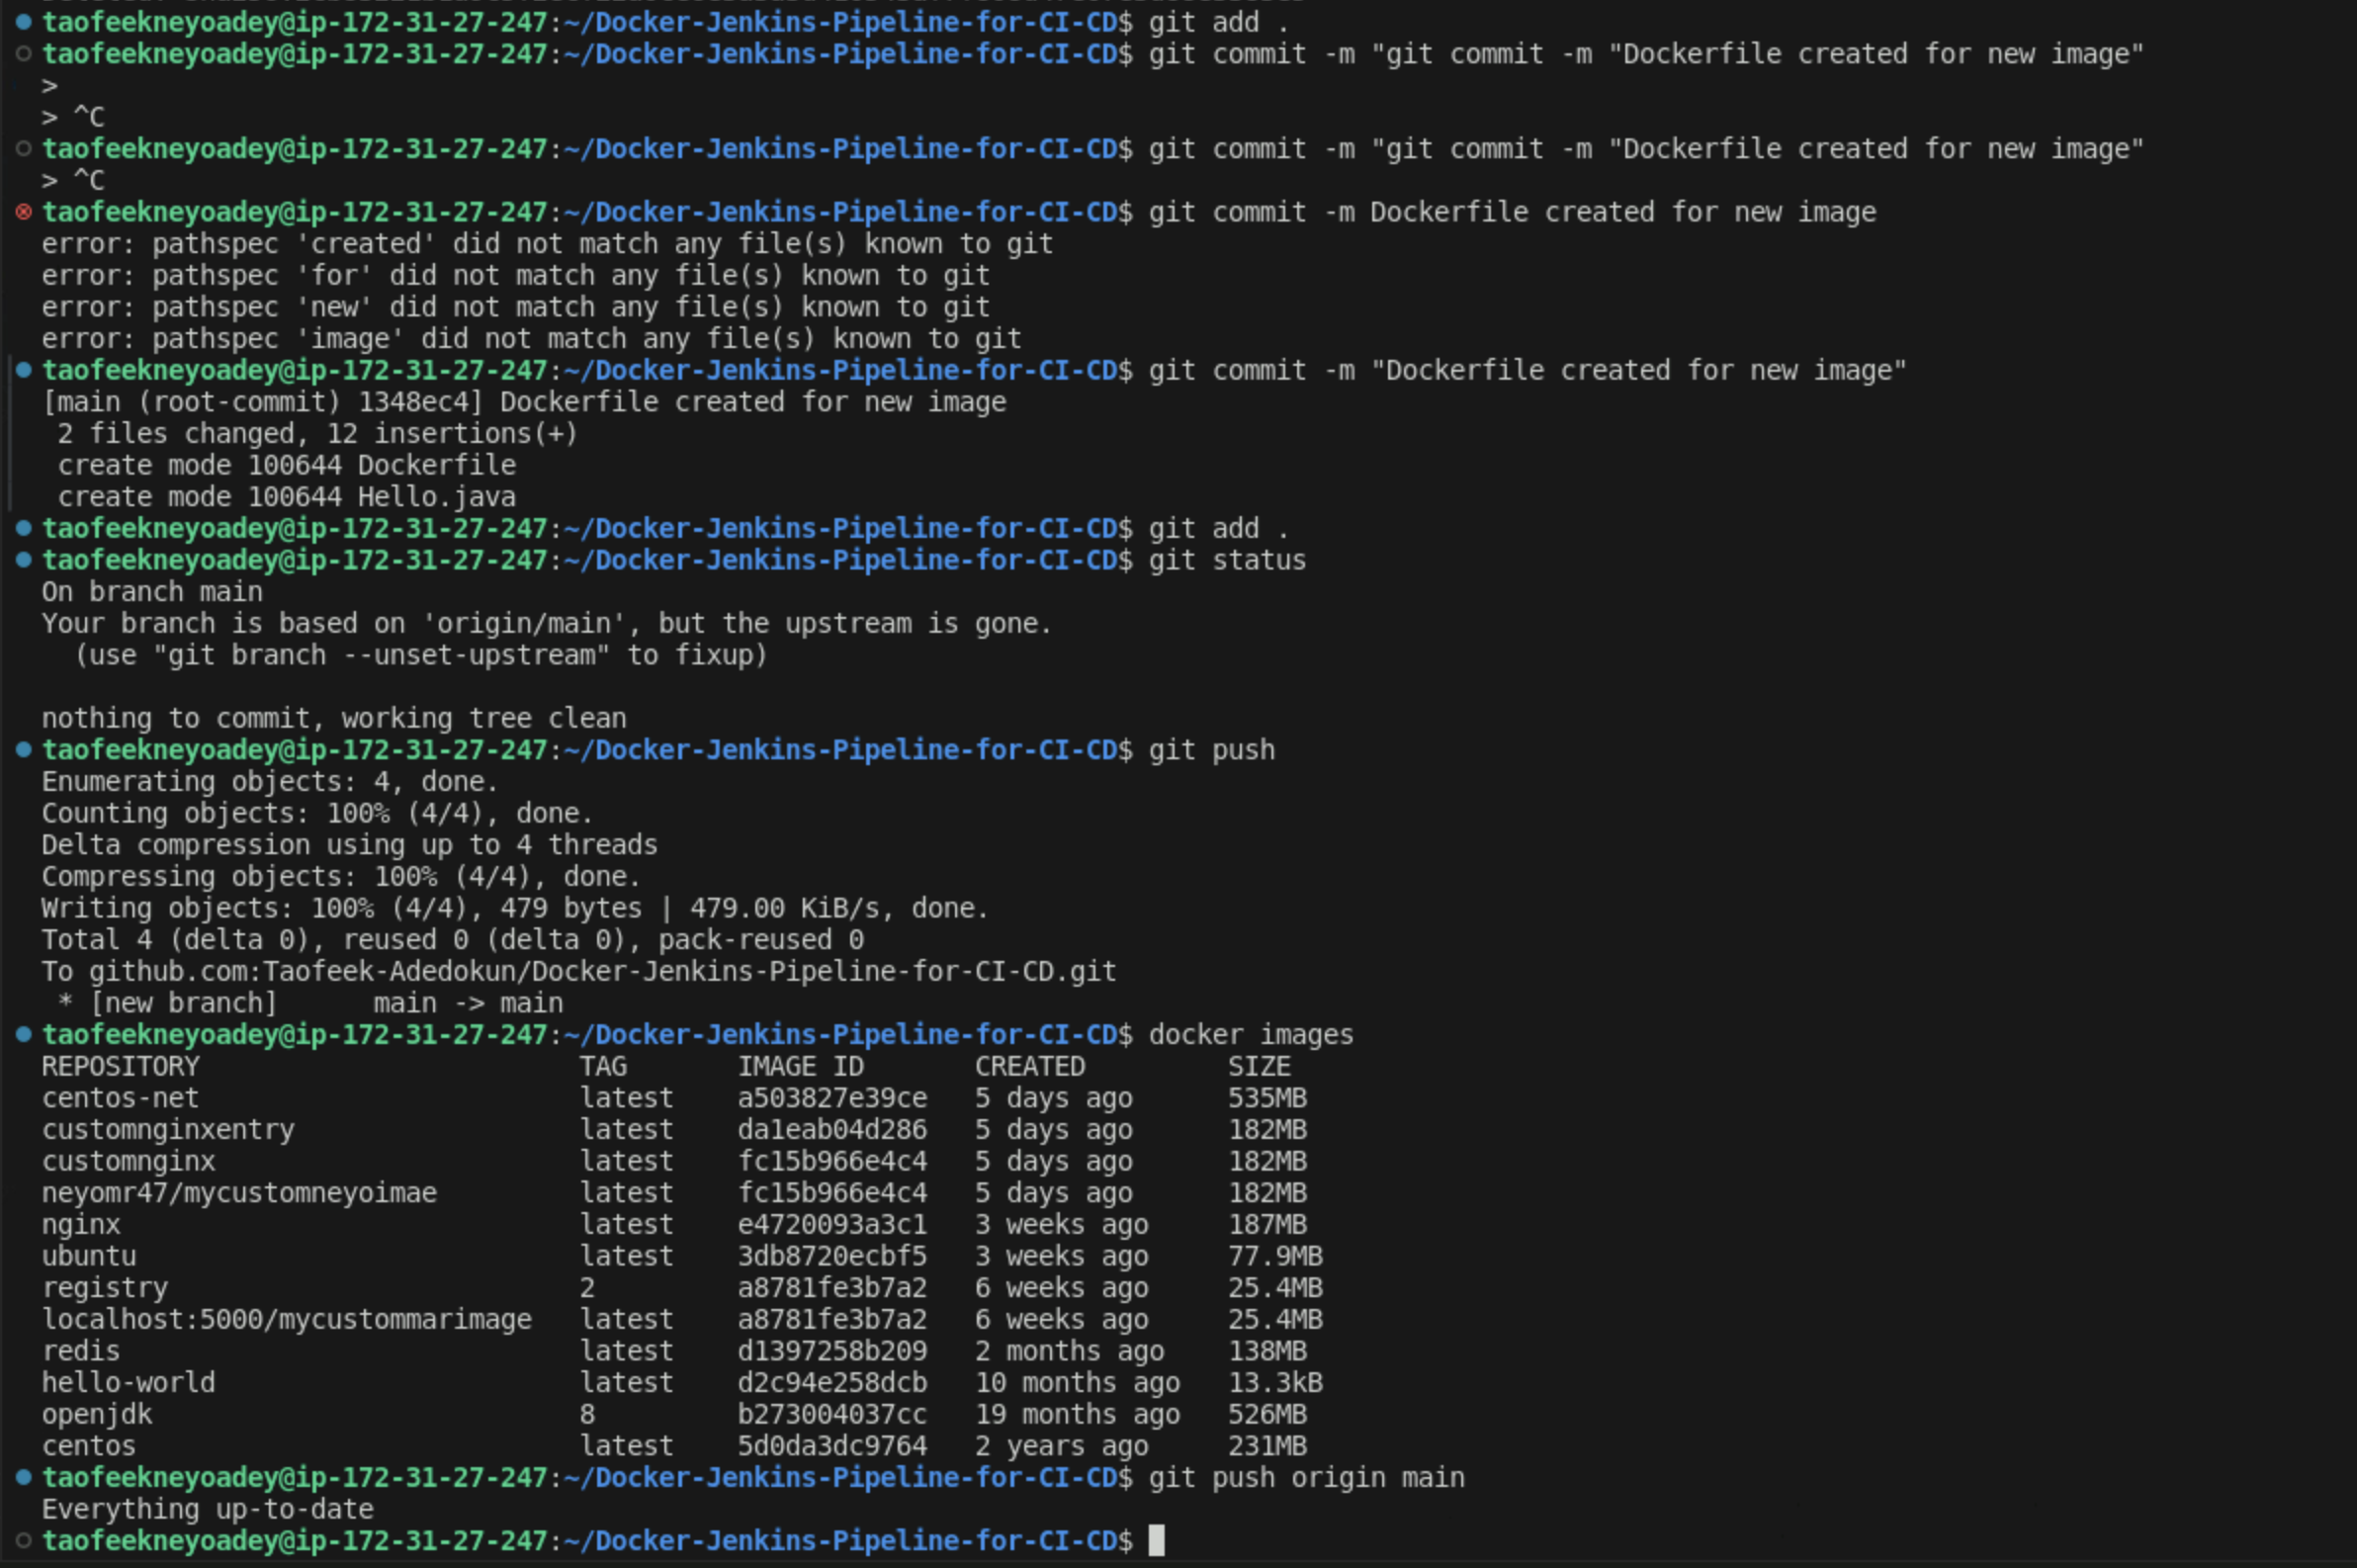 taofeekneyoadey@ip-172-31-27-247:~/Docker-Jenkins-Pipeline-for-CI-CD$ git add .
taofeekneyoadey@ip-172-31-27-247:~/Docker-Jenkins-Pipeline-for-CI-CD$ git commit -m "git commit -m "Dockerfile created for new image"
>
> ^C
taofeekneyoadey@ip-172-31-27-247:~/Docker-Jenkins-Pipeline-for-CI-CD$ git commit -m "git commit -m "Dockerfile created for new image"
> ^C
taofeekneyoadey@ip-172-31-27-247:~/Docker-Jenkins-Pipeline-for-CI-CD$ git commit -m Dockerfile created for new image
error: pathspec 'created' did not match any file(s) known to git
error: pathspec 'for' did not match any file(s) known to git
error: pathspec 'new' did not match any file(s) known to git
error: pathspec 'image' did not match any file(s) known to git
taofeekneyoadey@ip-172-31-27-247:~/Docker-Jenkins-Pipeline-for-CI-CD$ git commit -m "Dockerfile created for new image"
[main (root-commit) 1348ec4] Dockerfile created for new image
 2 files changed, 12 insertions(+)
 create mode 100644 Dockerfile
 create mode 100644 Hello.java
taofeekneyoadey@ip-172-31-27-247:~/Docker-Jenkins-Pipeline-for-CI-CD$ git add .
taofeekneyoadey@ip-172-31-27-247:~/Docker-Jenkins-Pipeline-for-CI-CD$ git status
On branch main
Your branch is based on 'origin/main', but the upstream is gone.
  (use "git branch --unset-upstream" to fixup)
nothing to commit, working tree clean
taofeekneyoadey@ip-172-31-27-247:~/Docker-Jenkins-Pipeline-for-CI-CD$ git push
Enumerating objects: 4, done.
Counting objects: 100% (4/4), done.
Delta compression using up to 4 threads
Compressing objects: 100% (4/4), done.
Writing objects: 100% (4/4), 479 bytes | 479.00 KiB/s, done.
Total 4 (delta 0), reused 0 (delta 0), pack-reused 0
To github.com:Taofeek-Adedokun/Docker-Jenkins-Pipeline-for-CI-CD.git
 * [new branch]      main -> main
taofeekneyoadey@ip-172-31-27-247:~/Docker-Jenkins-Pipeline-for-CI-CD$ docker images
REPOSITORY                        TAG       IMAGE ID       CREATED         SIZE
centos-net                        latest    a503827e39ce   5 days ago      535MB
customnginxentry                  latest    da1eab04d286   5 days ago      182MB
customnginx                       latest    fc15b966e4c4   5 days ago      182MB
neyomr47/mycustomneyoimae         latest    fc15b966e4c4   5 days ago      182MB
nginx                             latest    e4720093a3c1   3 weeks ago     187MB
ubuntu                            latest    3db8720ecbf5   3 weeks ago     77.9MB
registry                          2         a8781fe3b7a2   6 weeks ago     25.4MB
localhost:5000/mycustommarimage   latest    a8781fe3b7a2   6 weeks ago     25.4MB
redis                             latest    d1397258b209   2 months ago    138MB
hello-world                       latest    d2c94e258dcb   10 months ago   13.3kB
openjdk                           8         b273004037cc   19 months ago   526MB
centos                            latest    5d0da3dc9764   2 years ago     231MB
taofeekneyoadey@ip-172-31-27-247:~/Docker-Jenkins-Pipeline-for-CI-CD$ git push origin main
Everything up-to-date
taofeekneyoadey@ip-172-31-27-247:~/Docker-Jenkins-Pipeline-for-CI-CD$